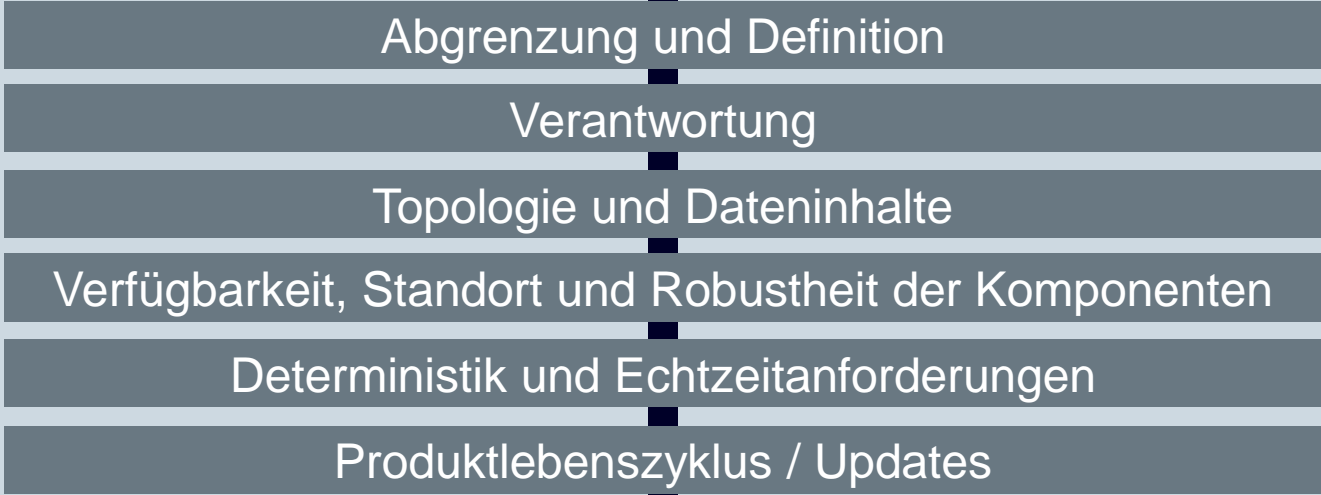 Abgrenzung und Definition
Verantwortung
Topologie und Dateninhalte
Verfügbarkeit, Standort und Robustheit der Komponenten
Deterministik und Echtzeitanforderungen
Produktlebenszyklus / Updates